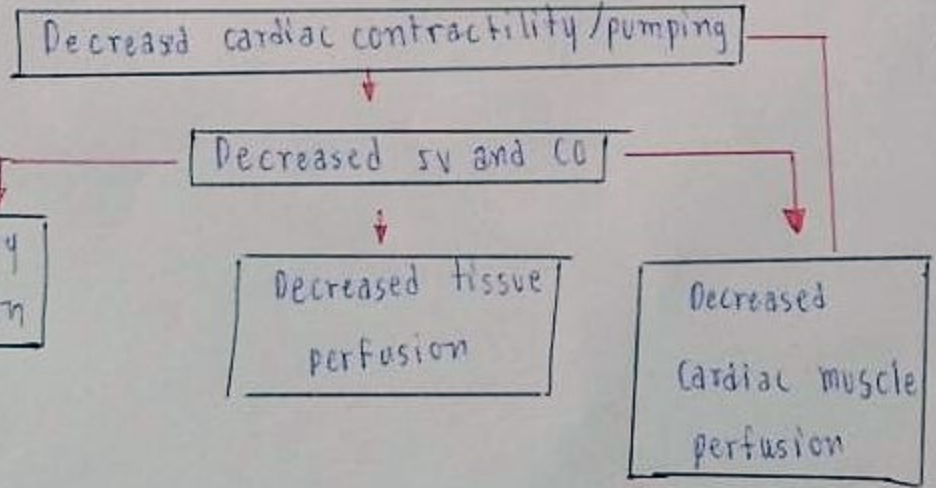 Decreasd cardiac contractility/pumping
Decreased SV and CO
Decreased tissue
perfusion
Decreased
Cardiac muscle
perfusion